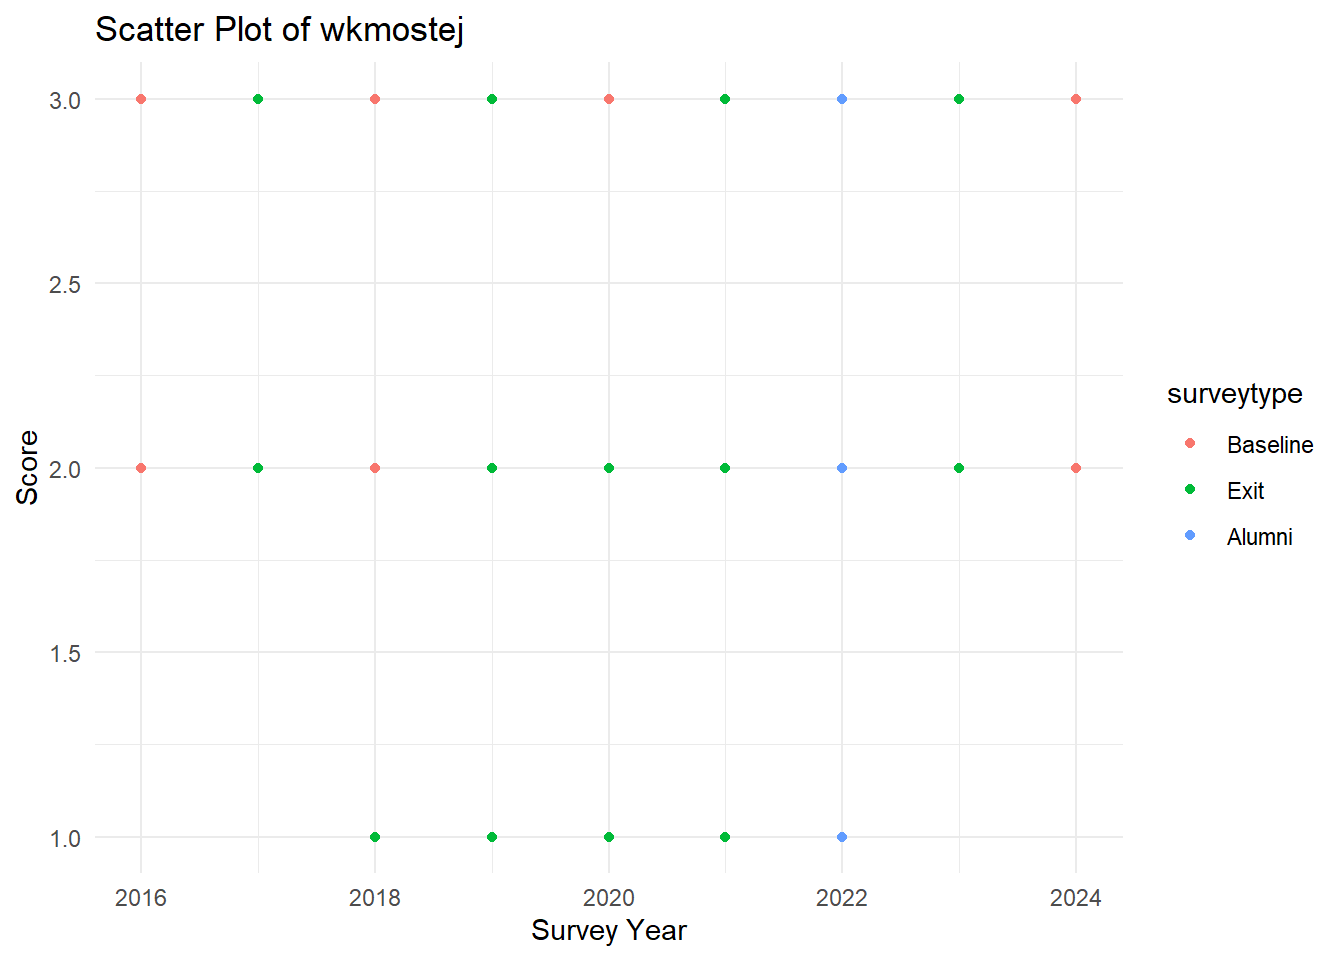 Scatter Plot of wkmostej
3.0
2.5
2.0
1.5
1.0
Score
2016 2018 2020 2022 2024
Survey Year
surveytype
Baseline
Exit
Alumni